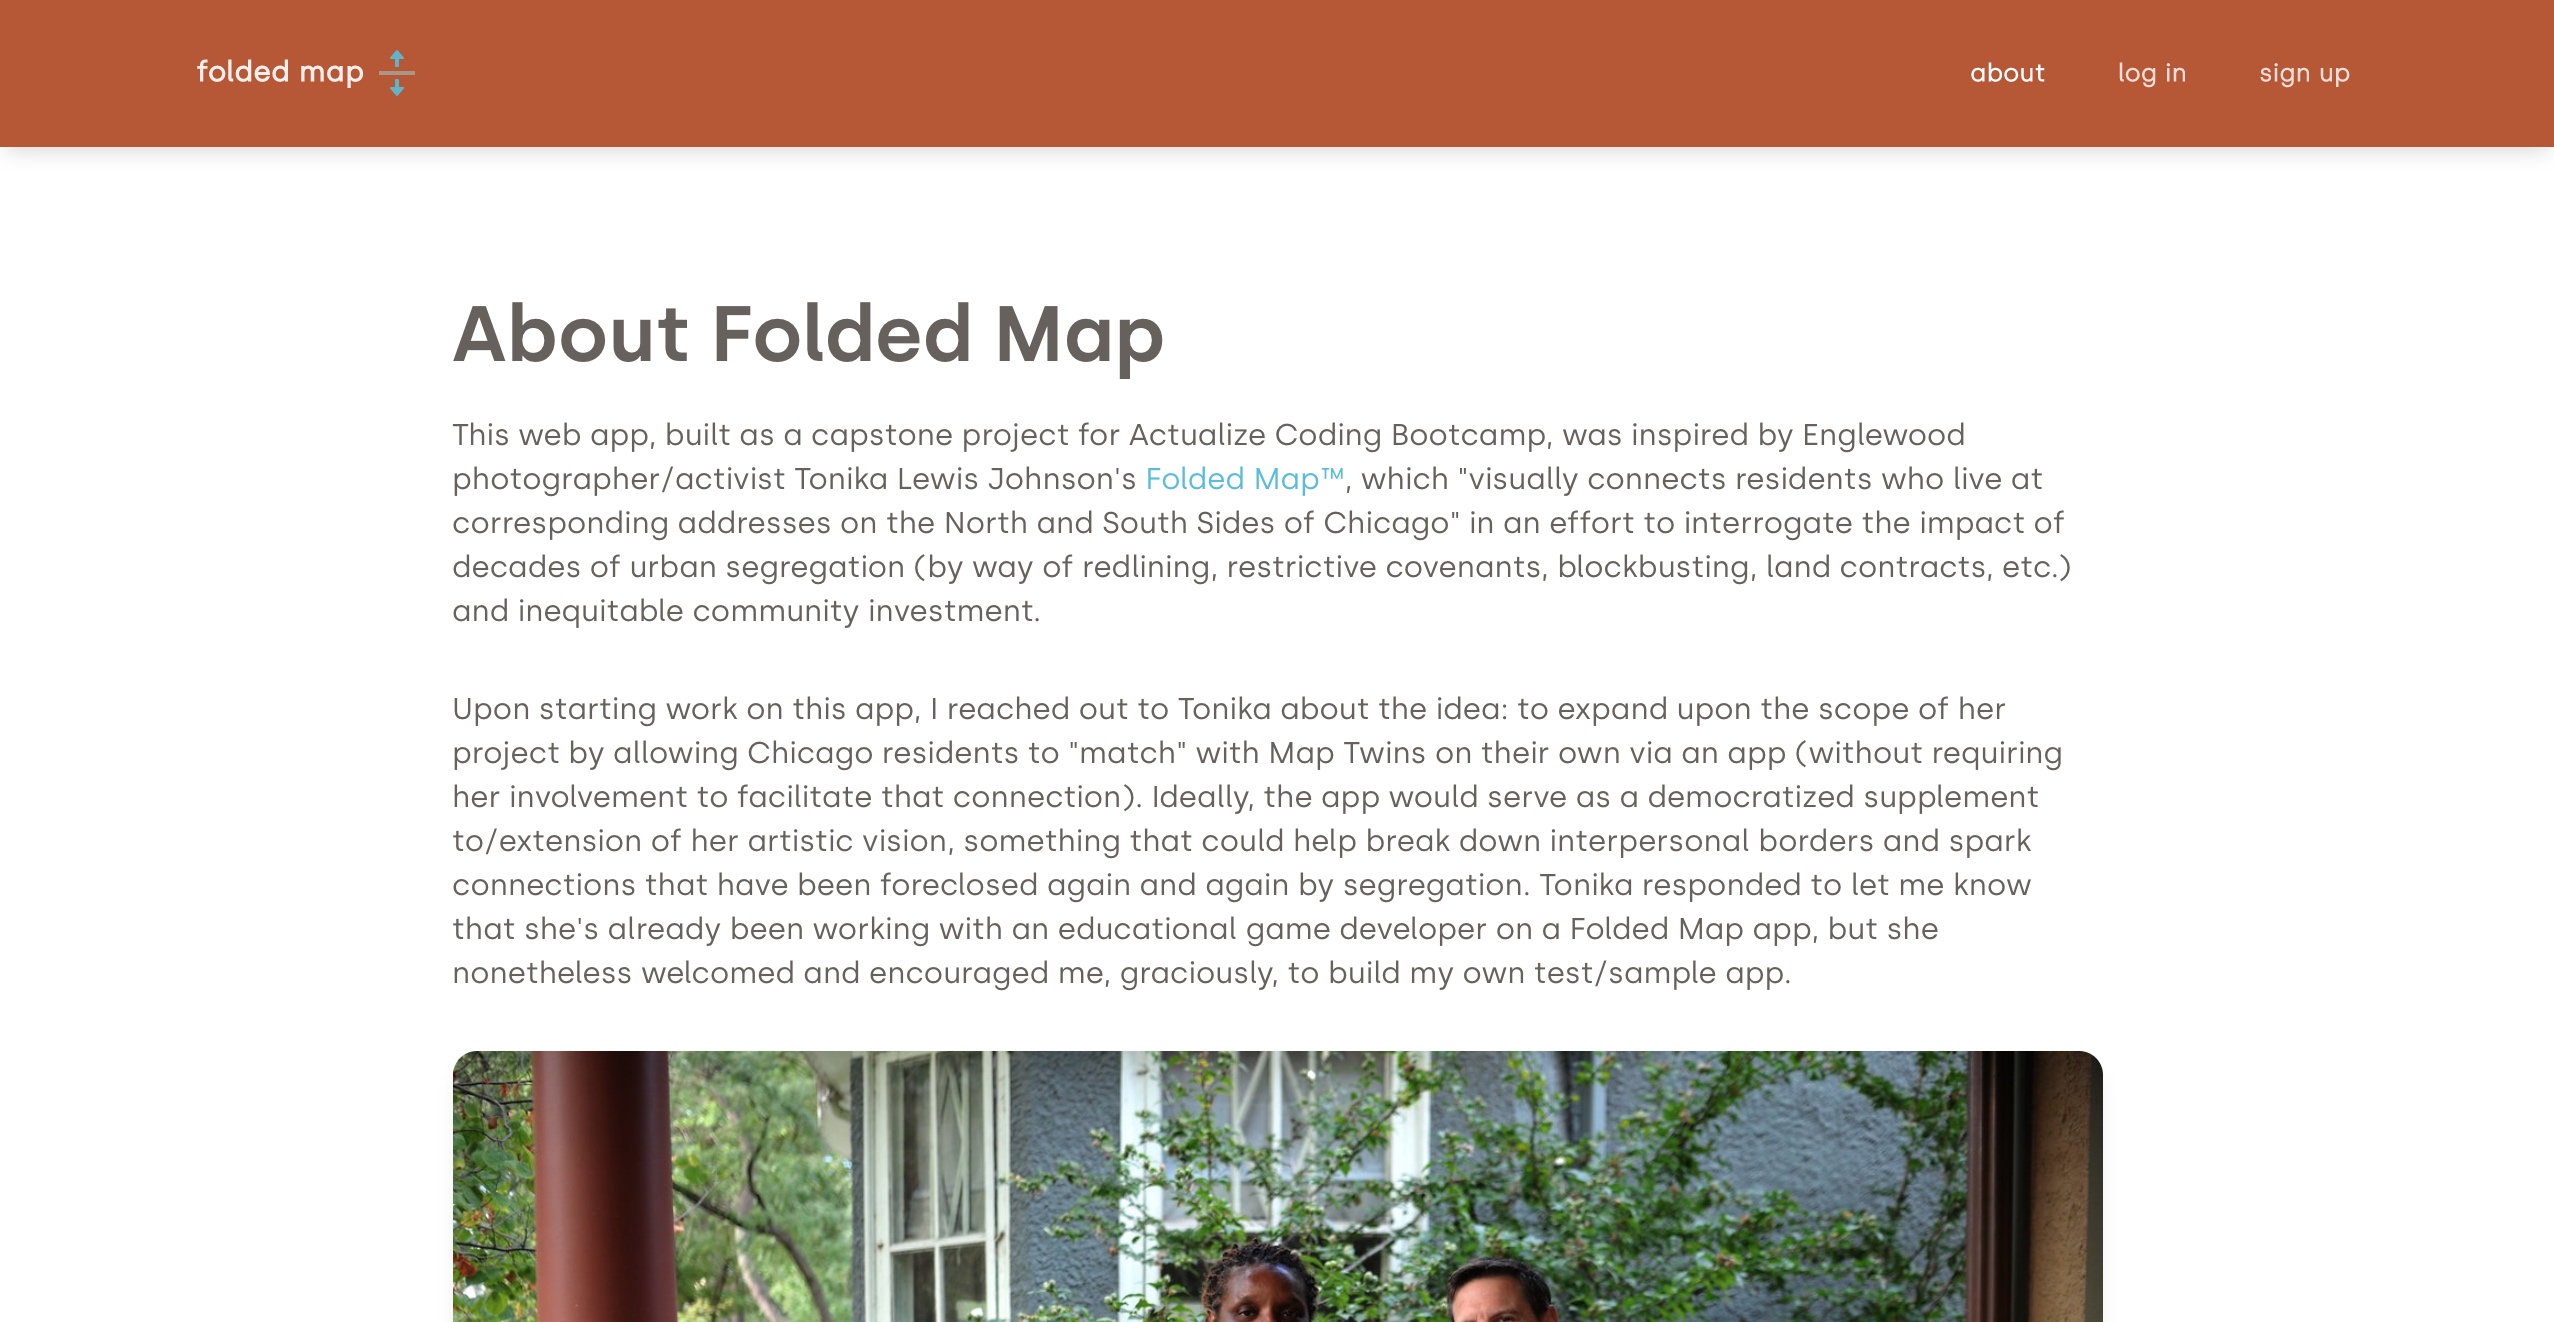 folded map
about log in sign up
About Folded Map
This web app, built as a capstone project for Actualize Coding Bootcamp, was inspired by Englewood
photographer/activist Tonika Lewis Johnson's Folded Map™, which "visually connects residents who live at
corresponding addresses on the North and South Sides of Chicago" in an effort to interrogate the impact of
decades of urban segregation (by way of redlining, restrictive covenants, blockbusting, land contracts, etc.)
and inequitable community investment.
Upon starting work on this app, I reached out to Tonika about the idea: to expand upon the scope of her
project by allowing Chicago residents to "match" with Map Twins on their own via an app (without requiring
her involvement to facilitate that connection). Ideally, the app would serve as a democratized supplement
to/extension of her artistic vision, something that could help break down interpersonal borders and spark
connections that have been foreclosed again and again by segregation. Tonika responded to let me know
that she's already been working with an educational game developer on a Folded Map app, but she
nonetheless welcomed and encouraged me, graciously, to build my own test/sample app.